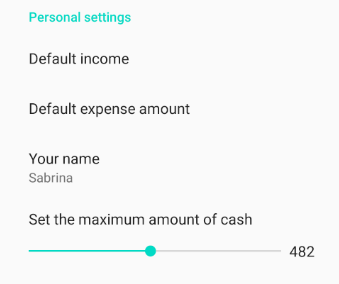 Personal settings
Default income
Default expense amount
Your name
Sabrina
Set the maximum amount of cash
482